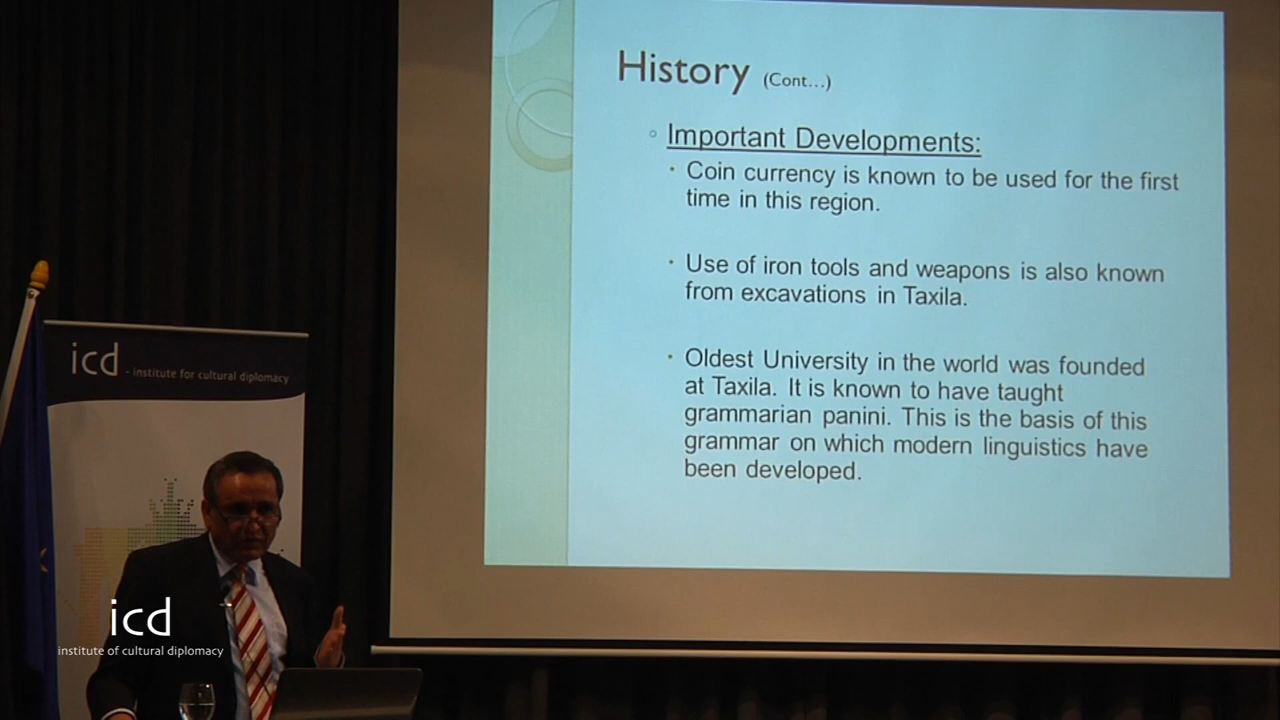 History (Cont...)
Important Developments:
Coin currency is known to be used for the first
time in this region.
Use of iron tools and weapons is also known
from excavations in Taxila.
Oldest University in the world was founded
at Taxila. It is known to have taught
grammarian panini. This is the basis of this
grammar on which modern linguistics have
been developed.
icd - institute for cultural diplomacy
icd
institute of cultural diplomacy